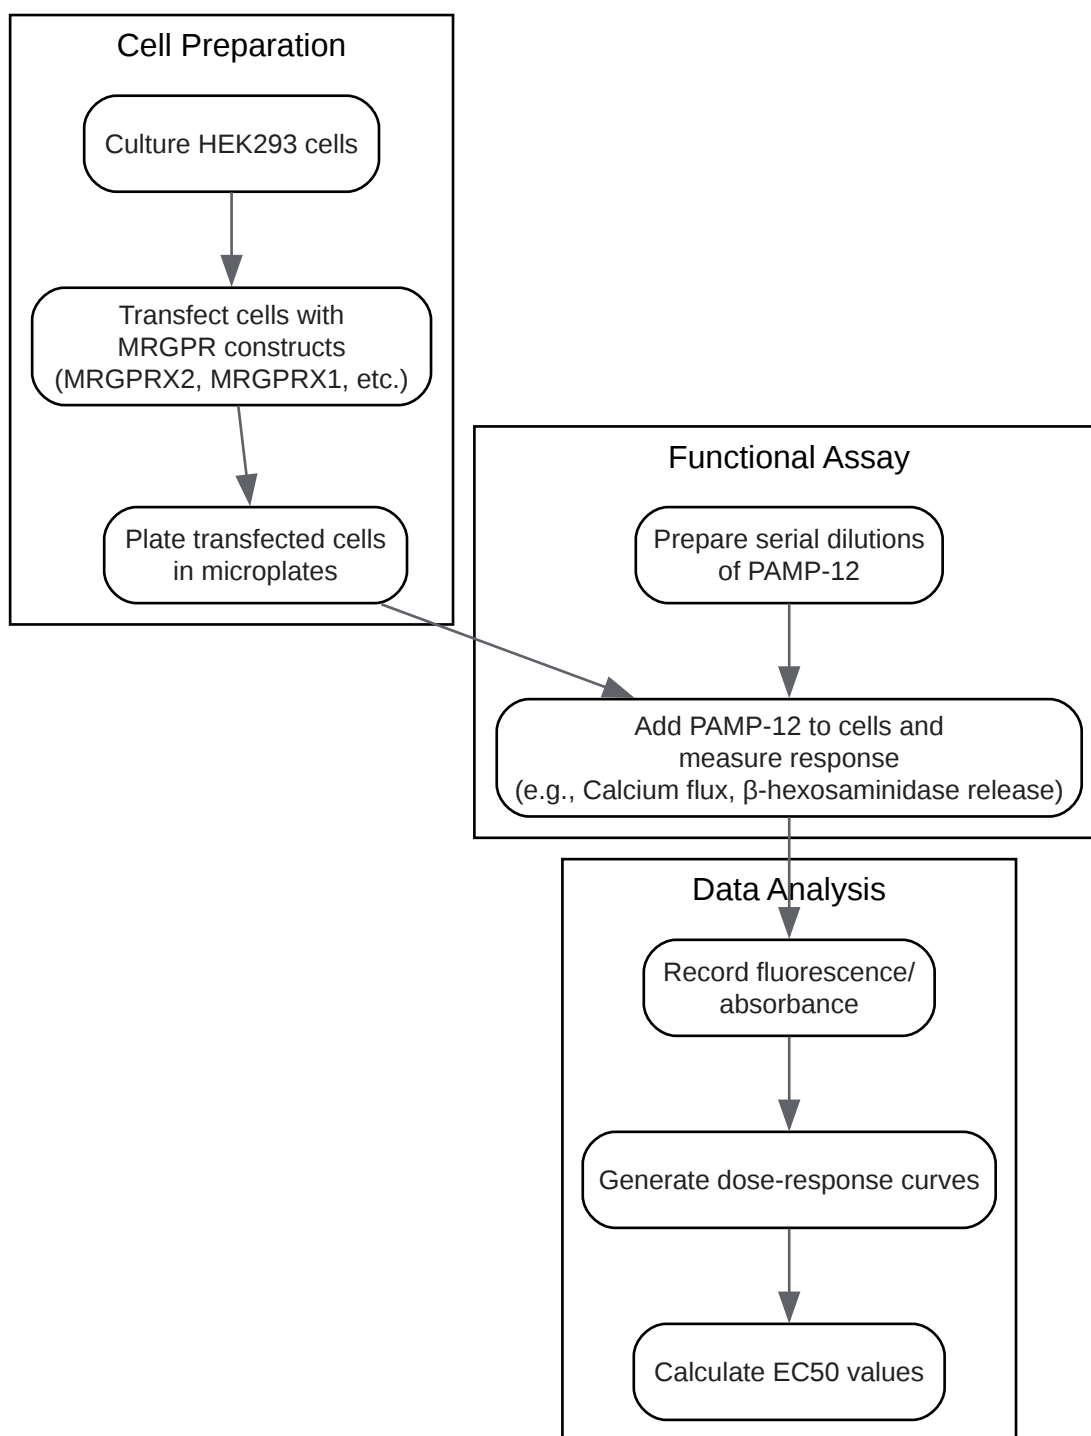 Cell Preparation
Culture HEK293 cells
Transfect cells with
MRGPR constructs
(MRGPRX2, MRGPRX1, etc.)
Plate transfected cells
in microplates
Functional Assay
Prepare serial dilutions
of PAMP-12
Add PAMP-12 to cells and
measure response
(e.g., Calcium flux, β-hexosaminidase release)
Data Analysis
Record fluorescence/
absorbance
Generate dose-response curves
Calculate EC50 values